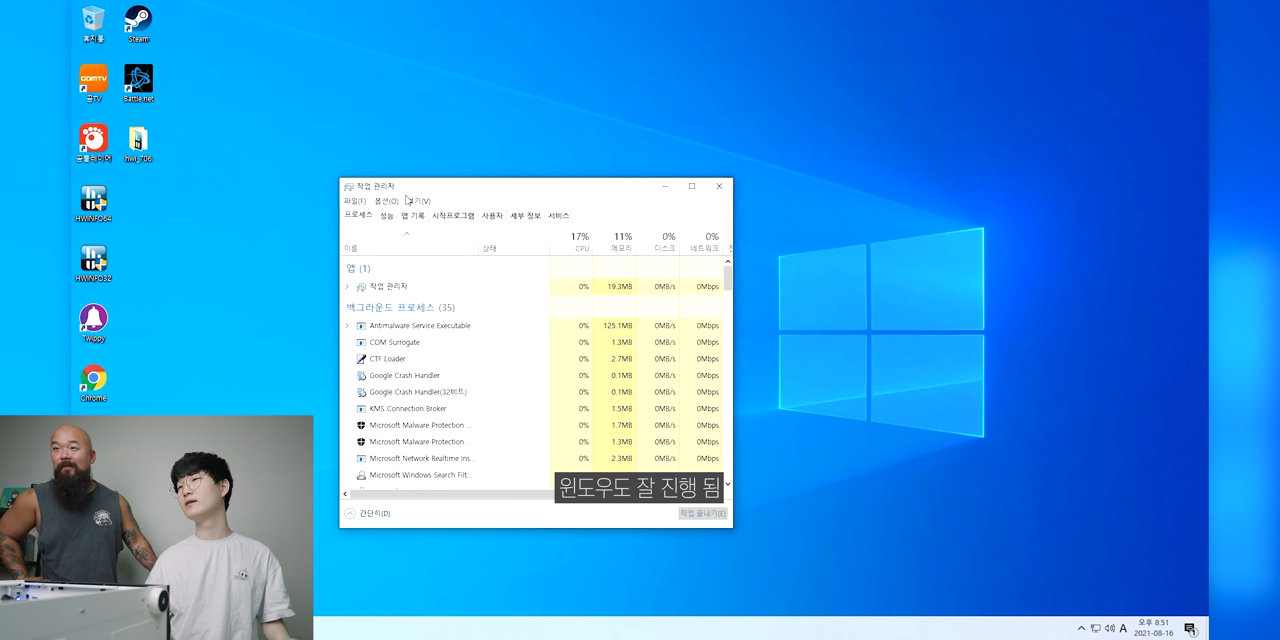 휴지통
Steam
곰TV
Battle.net
곰플레이어
hwi_706
HWiNFO64
HWiNFO32
Twippy
Chrome
GOMTV
작업 관리자
파일(F) 옵션(O) 보기(V)
프로세스 성능 앱 기록 시작프로그램 사용자 세부 정보 서비스
17% 11% 0% 0%
이름 상태 CPU 메모리 디스크 네트워크 전
앱 (1)
작업 관리자 0% 19.3MB 0MB/s 0Mbps
백그라운드 프로세스 (35)
Antimalware Service Executable 0% 125.1MB 0MB/s 0Mbps
COM Surrogate 0% 1.3MB 0MB/s 0Mbps
CTF Loader 0% 2.7MB 0MB/s 0Mbps
Google Crash Handler 0% 0.1MB 0MB/s 0Mbps
Google Crash Handler(32비트) 0% 0.1MB 0MB/s 0Mbps
KMS Connection Broker 0% 1.5MB 0MB/s 0Mbps
Microsoft Malware Protection ... 0% 1.7MB 0MB/s 0Mbps
Microsoft Malware Protection ... 0% 1.3MB 0MB/s 0Mbps
Microsoft Network Realtime Ins... 0% 2.3MB 0MB/s 0Mbps
Microsoft Windows Search Filt...
윈도우도 잘 진행 됨
간단히(D)
작업 끝내기(E)
A
오후 8:51
2021-08-16
1